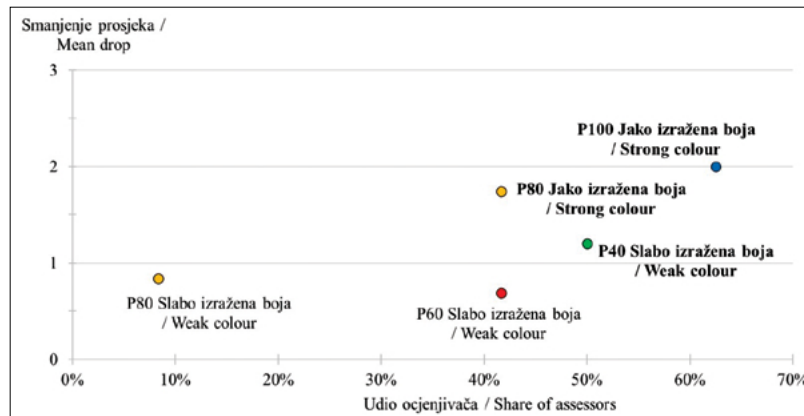 Smanjenje prosjeka /
Mean drop
3
P100 Jako izražena boja
/ Strong colour
2
P80 Jako izražena boja
/ Strong colour
P40 Slabo izražena boja
/ Weak colour
1
P80 Slabo izražena boja
/ Weak colour
P60 Slabo izražena boja
/ Weak colour
0
0% 10% 20% 30% 40% 50% 60% 70%
Udio ocjenjivača / Share of assessors